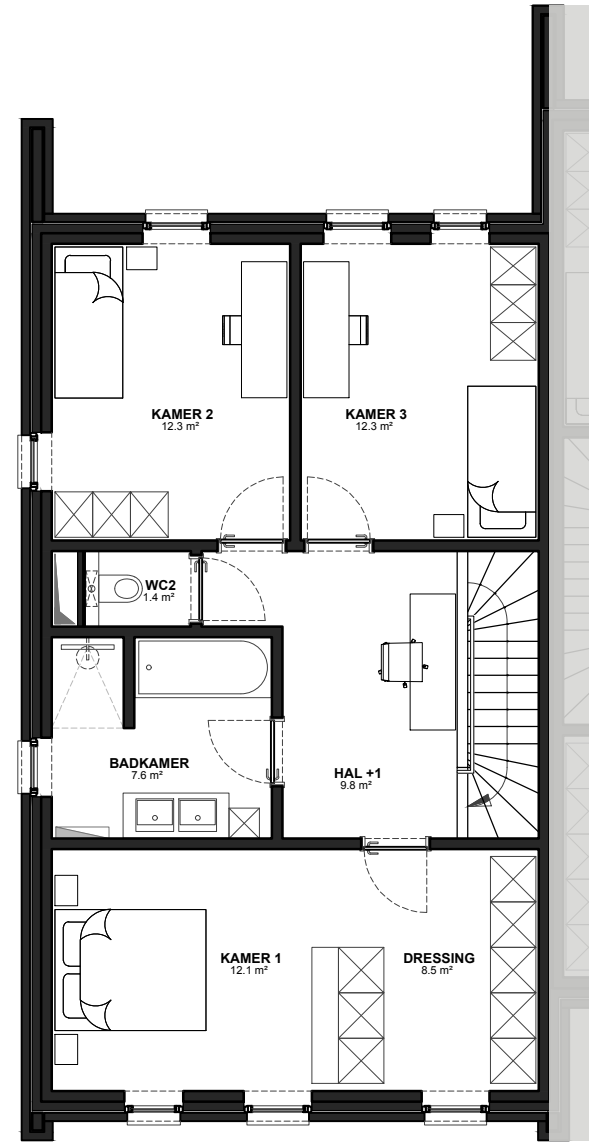 KAMER 2
12.3 m²
KAMER 3
12.3 m²
WC2
1.4 m²
BADKAMER
7.6 m²
HAL +1
9.8 m²
KAMER 1
12.1 m²
DRESSING
8.5 m²